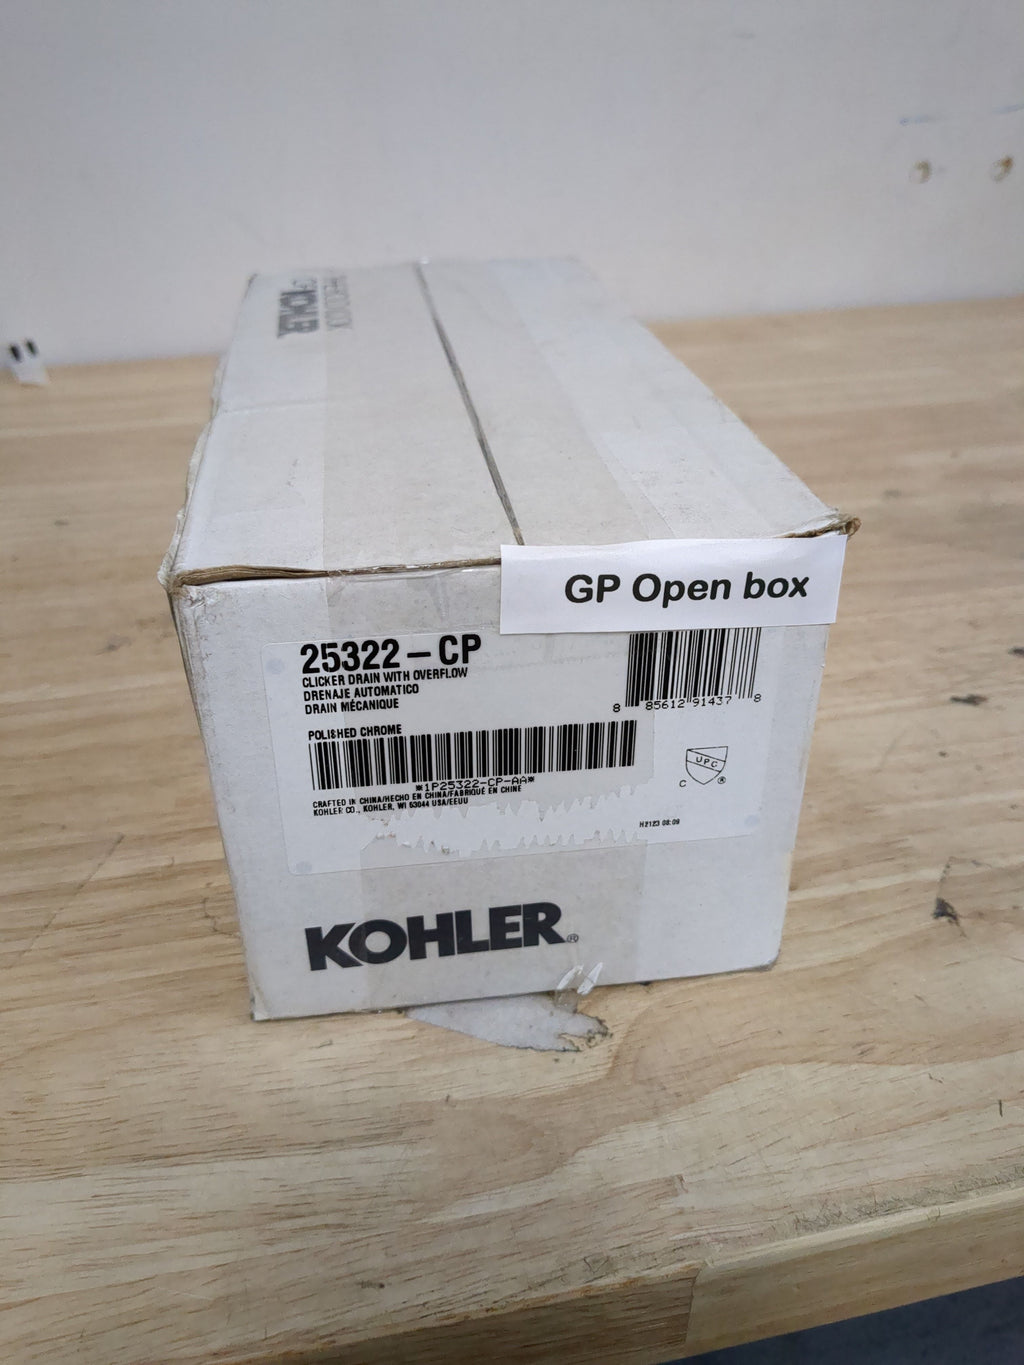 KOHLER
GP Open box
25322-CP
CLICKER DRAIN WITH OVERFLOW
DRENAJE AUTOMATICO
DRAIN MÉCANIQUE
8 85612 91437 8
POLISHED CHROME
*1P25322-CP-AA*
CRAFTED IN CHINA/HECHO EN CHINA/FABRIQUÉ EN CHINE
KOHLER CO., KOHLER, WI 53044 USA/EEUU
UPC
C ®
H2123 08:09
KOHLER®